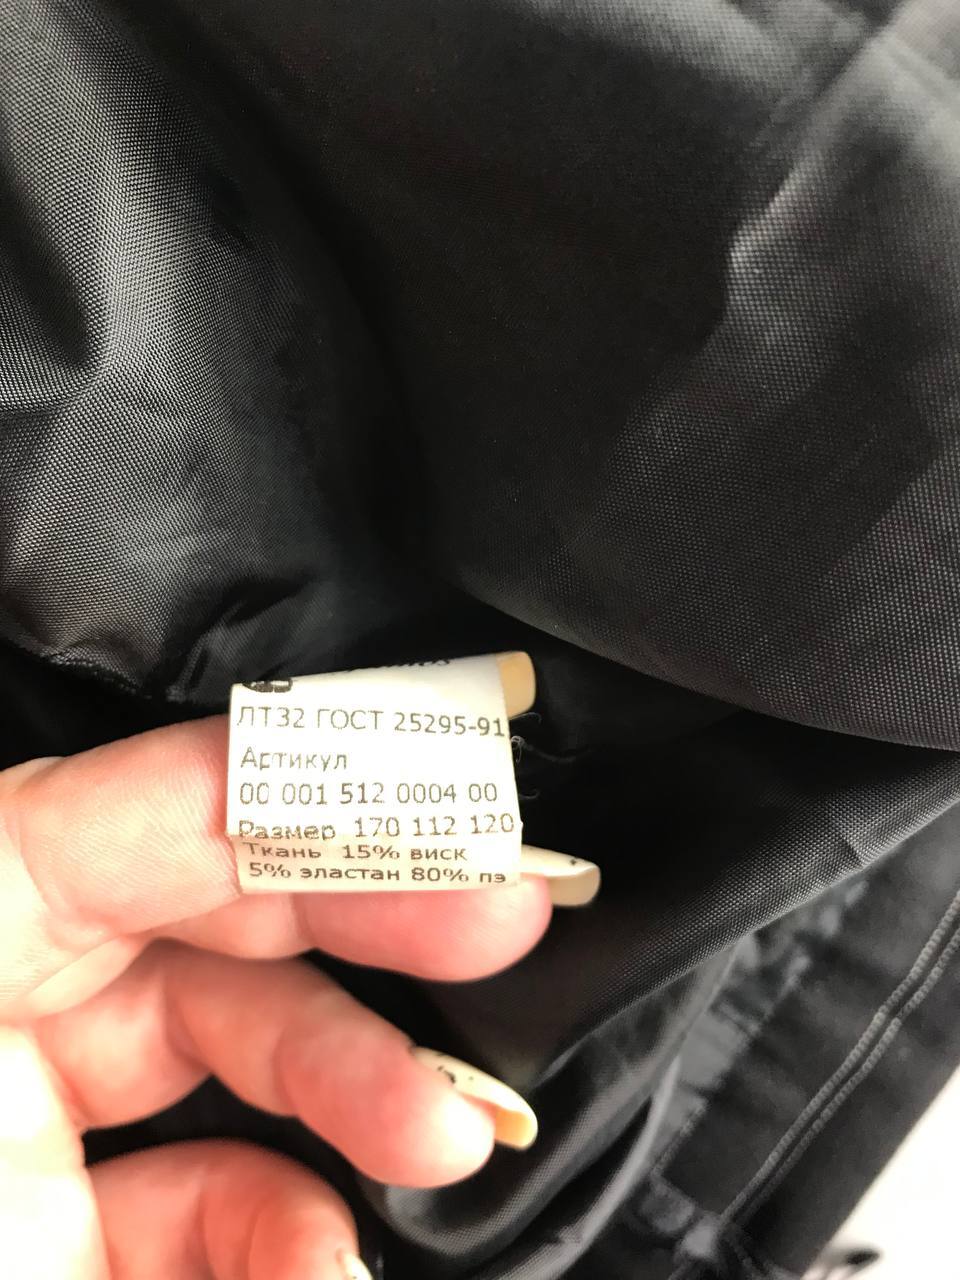 ЛТ32 ГОСТ 25295-91
Артикул
00 001 512 0004 00
Размер 170 112 120
Ткань 15% виск
5% эластан 80% пэ